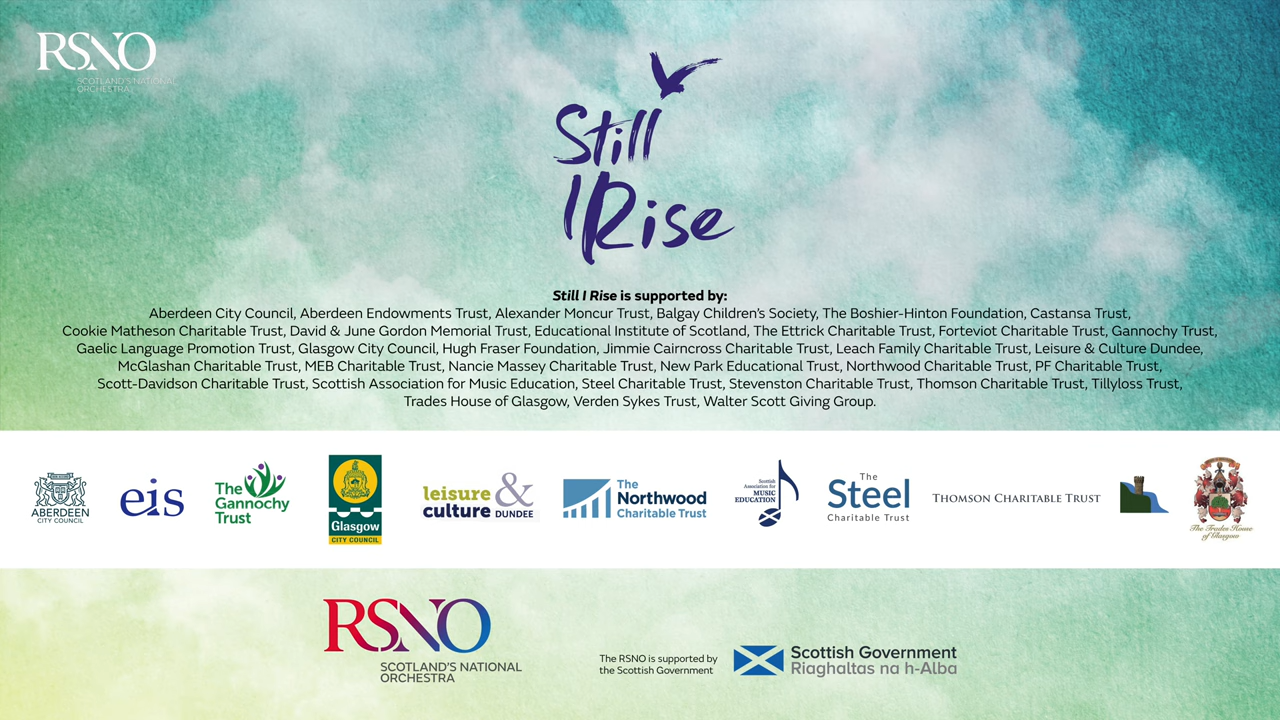 RSNO
SCOTLAND'S NATIONAL
ORCHESTRA
Still
I Rise
Still I Rise is supported by:
Aberdeen City Council, Aberdeen Endowments Trust, Alexander Moncur Trust, Balgay Children's Society, The Boshier-Hinton Foundation, Castansa Trust,
Cookie Matheson Charitable Trust, David & June Gordon Memorial Trust, Educational Institute of Scotland, The Ettrick Charitable Trust, Forteviot Charitable Trust, Gannochy Trust,
Gaelic Language Promotion Trust, Glasgow City Council, Hugh Fraser Foundation, Jimmie Cairncross Charitable Trust, Leach Family Charitable Trust, Leisure & Culture Dundee,
McGlashan Charitable Trust, MEB Charitable Trust, Nancie Massey Charitable Trust, New Park Educational Trust, Northwood Charitable Trust, PF Charitable Trust,
Scott-Davidson Charitable Trust, Scottish Association for Music Education, Steel Charitable Trust, Stevenston Charitable Trust, Thomson Charitable Trust, Tillyloss Trust,
Trades House of Glasgow, Verden Sykes Trust, Walter Scott Giving Group.
ABERDEEN
CITY COUNCIL
eis
The
Gannochy
Trust
Glasgow
CITY COUNCIL
leisure &
culture DUNDEE
The
Northwood
Charitable Trust
Scottish
Association for
MUSIC
EDUCATION
The
Steel
Charitable Trust
THOMSON CHARITABLE TRUST
The Trades House
of Glasgow
RSNO
SCOTLAND'S NATIONAL
ORCHESTRA
The RSNO is supported by
the Scottish Government
Scottish Government
Riaghaltas na h-Alba